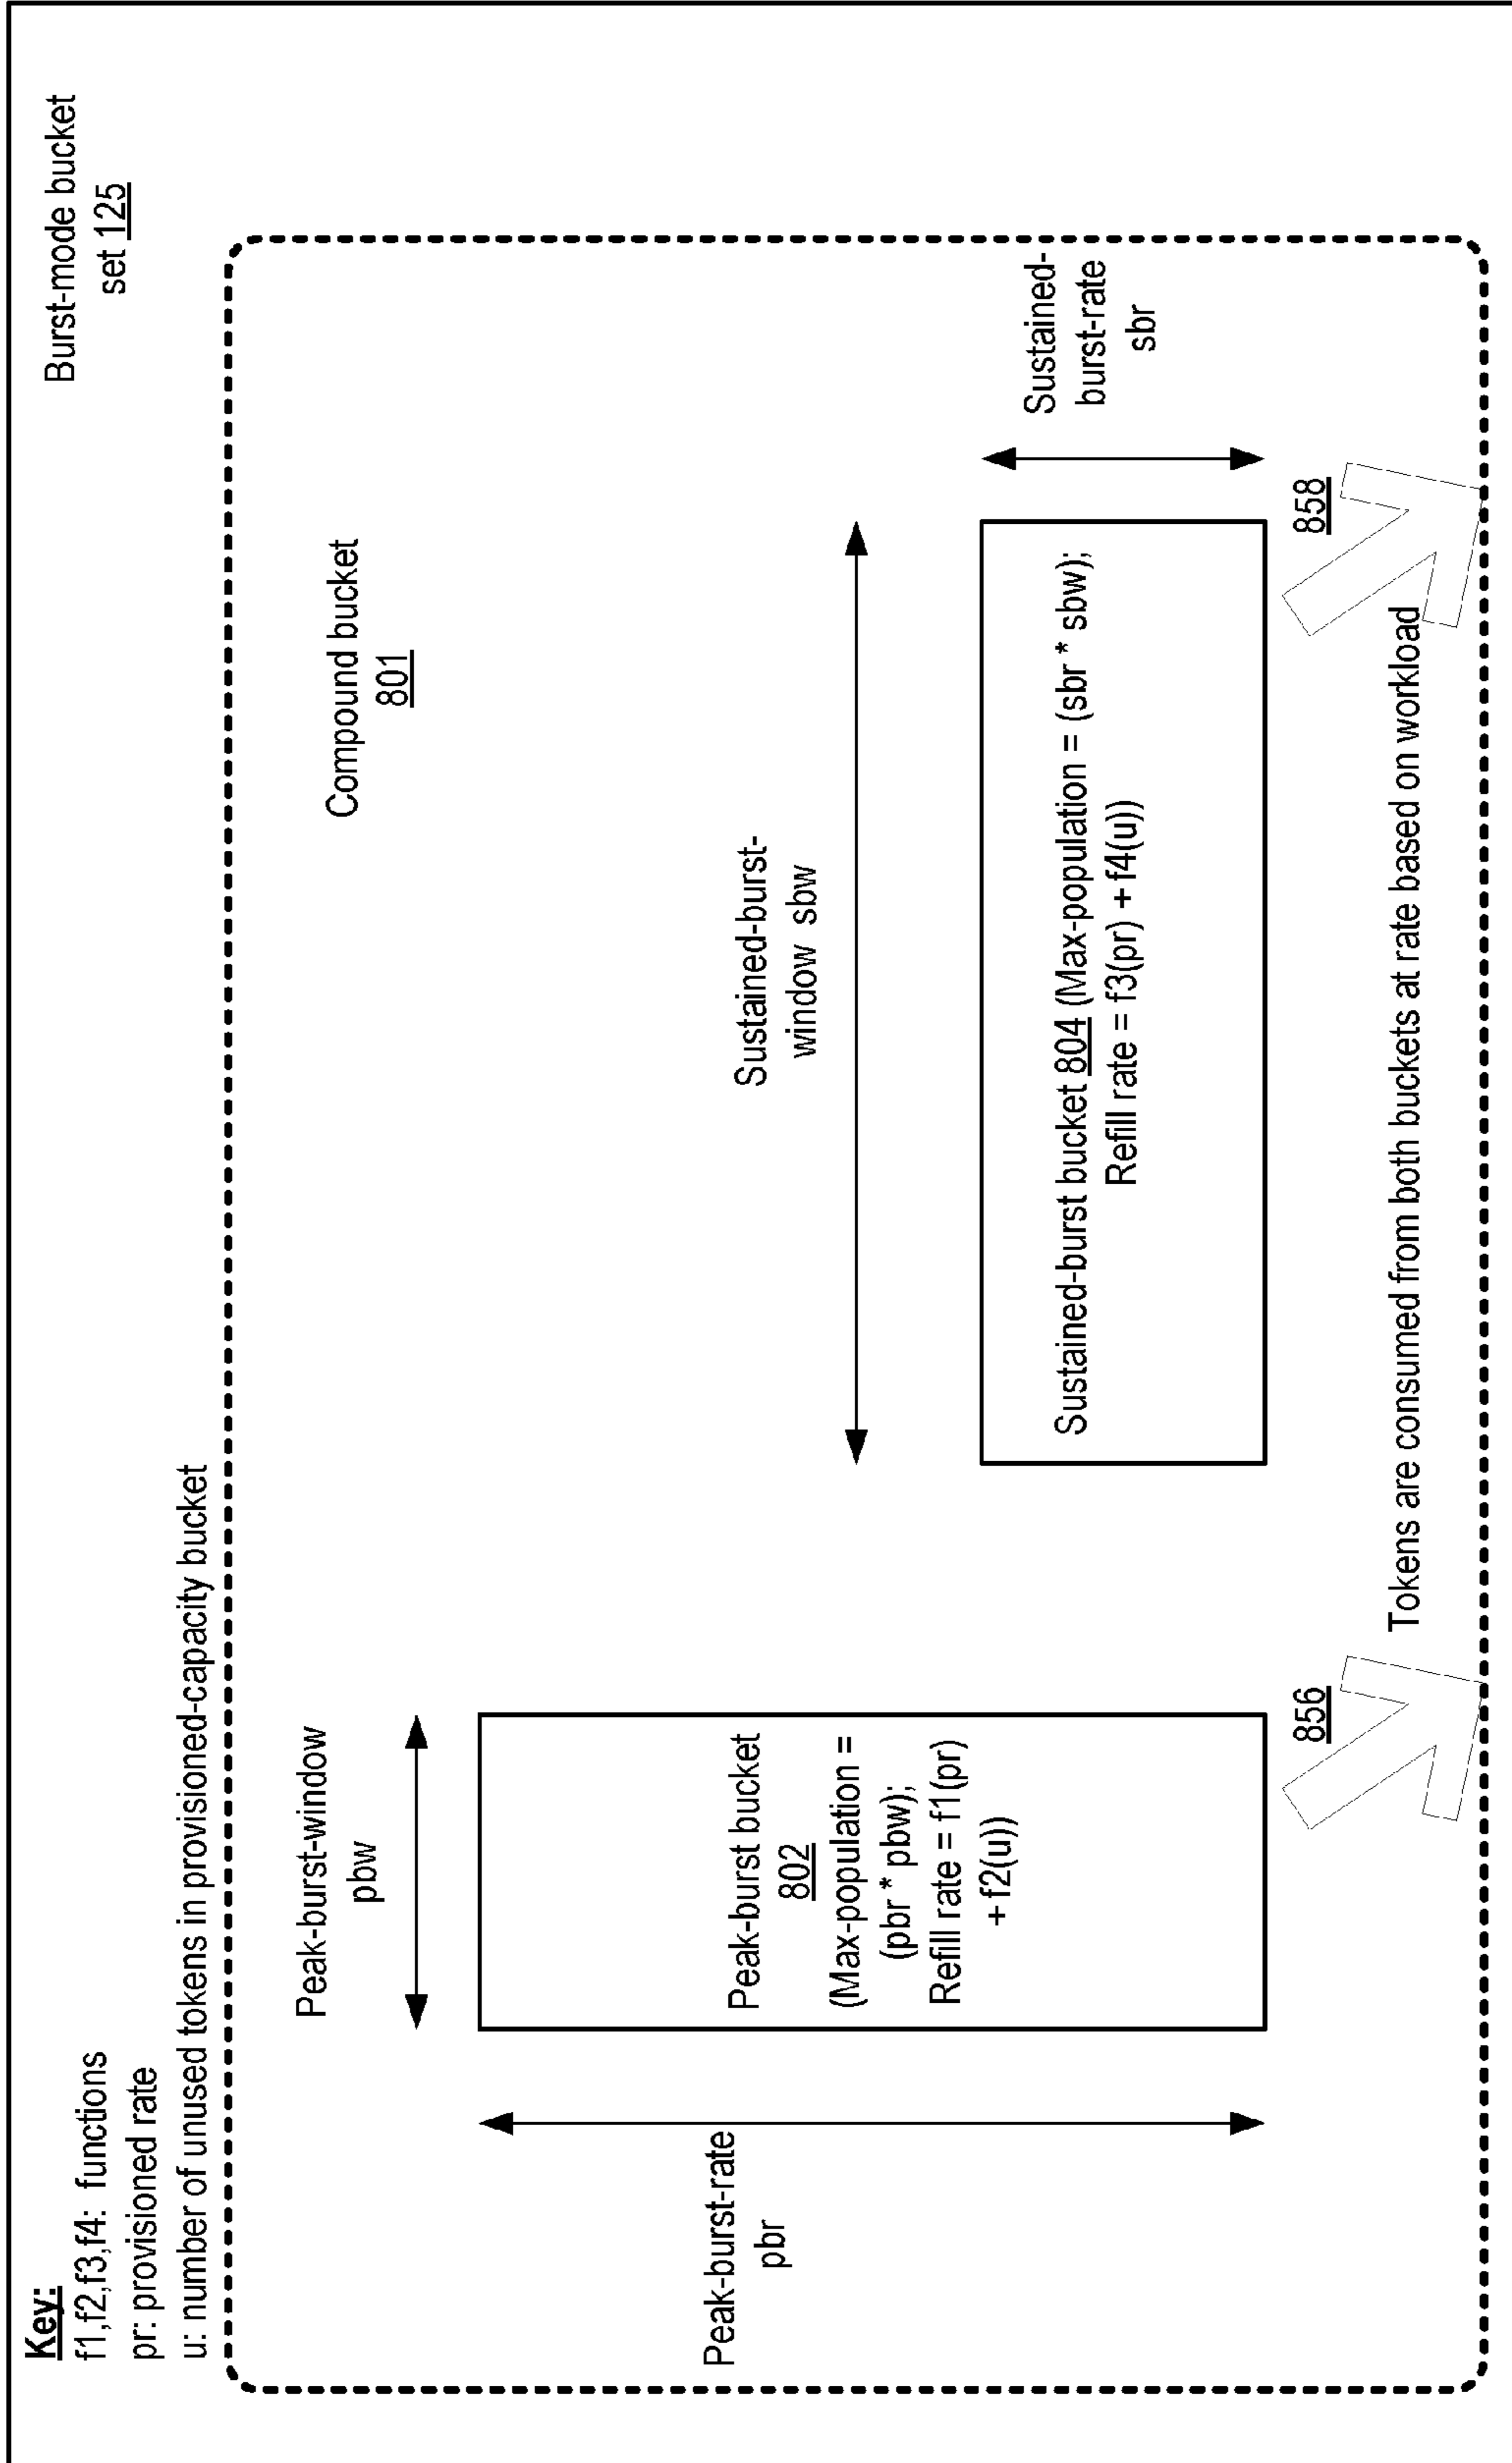 Key:
f1,f2,f3,f4: functions
pr: provisioned rate
u: number of unused tokens in provisioned-capacity bucket
Burst-mode bucket
set 125
Compound bucket
801
Peak-burst-window
pbw
Peak-burst-rate
pbr
Peak-burst bucket
802
(Max-population =
(pbr * pbw);
Refill rate = f1(pr)
+ f2(u))
Sustained-burst-
window sbw
Sustained-burst bucket 804 (Max-population = (sbr * sbw);
Refill rate = f3(pr) + f4(u))
Sustained-
burst-rate
sbr
856
858
Tokens are consumed from both buckets at rate based on workload